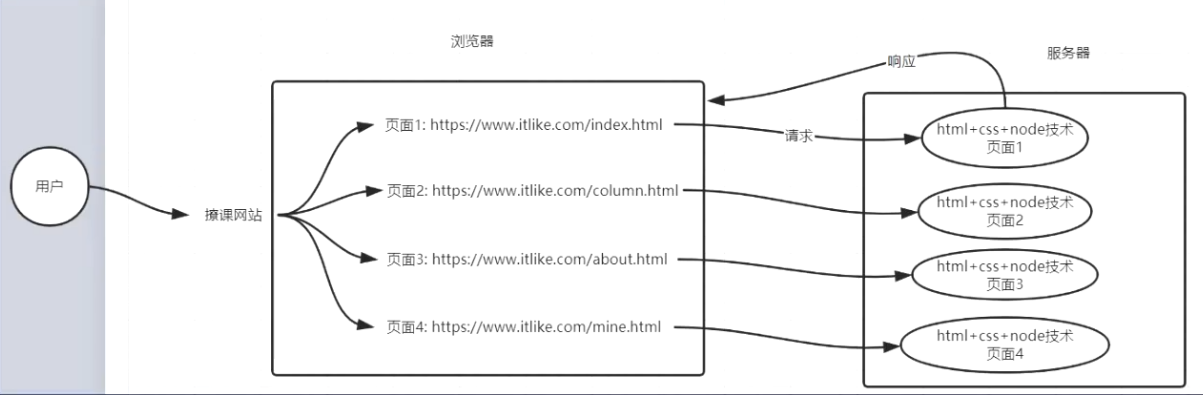 浏览器
服务器
响应
页面1: https://www.itlike.com/index.html
请求
html+css+node技术
页面1
用户
撩课网站
页面2: https://www.itlike.com/column.html
html+css+node技术
页面2
页面3: https://www.itlike.com/about.html
html+css+node技术
页面3
页面4: https://www.itlike.com/mine.html
html+css+node技术
页面4